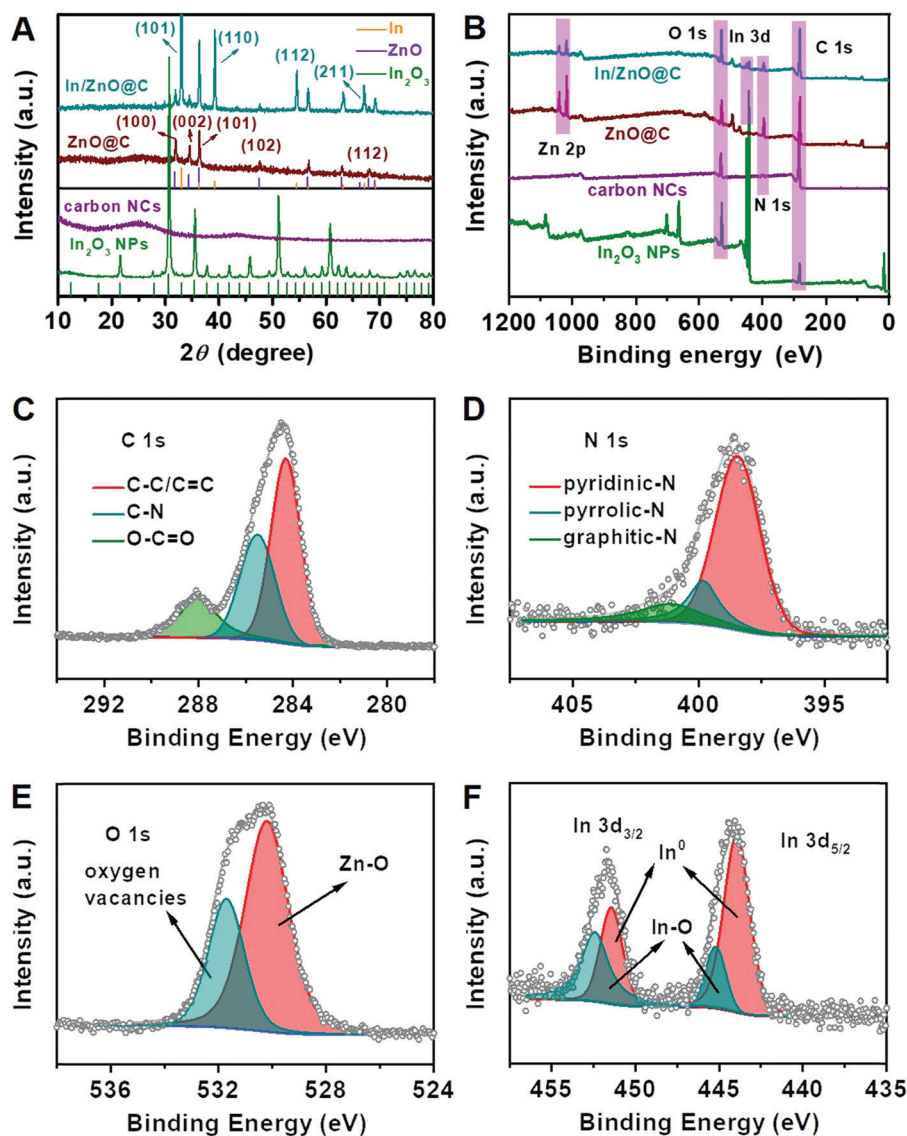 A
(101)
(110)
In
ZnO
In₂O₃
(112)
(211)
In/ZnO@C
(100)
(002)
(101)
ZnO@C
(102)
(112)
carbon NCs
In₂O₃ NPs
Intensity (a.u.)
10 20 30 40 50 60 70 80
2θ (degree)
B
O 1s
In 3d
C 1s
In/ZnO@C
ZnO@C
Zn 2p
N 1s
carbon NCs
In₂O₃ NPs
Intensity (a.u.)
1200 1000 800 600 400 200 0
Binding energy (eV)
C
C 1s
C-C/C=C
C-N
O-C=O
Intensity (a.u.)
292 288 284 280
Binding Energy (eV)
D
N 1s
pyridinic-N
pyrrolic-N
graphitic-N
Intensity (a.u.)
405 400 395
Binding Energy (eV)
E
O 1s
oxygen
vacancies
Zn-O
Intensity (a.u.)
536 532 528 524
Binding Energy (eV)
F
In 3d₃/₂
In⁰
In 3d₅/₂
In-O
Intensity (a.u.)
455 450 445 440 435
Binding Energy (eV)